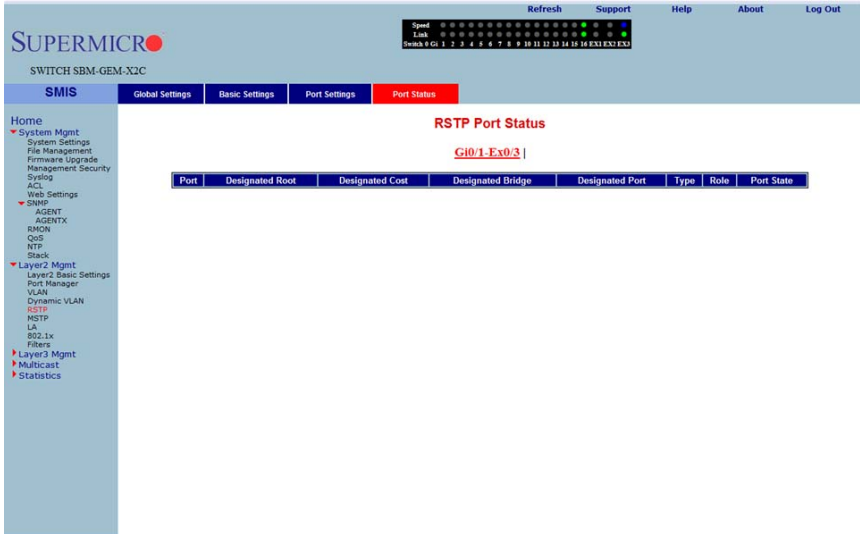 Refresh Support Help About Log Out
SUPERMICR
SWITCH SBM-GEM-X2C
Speed
Link
Switch 0 Gi 1 2 3 4 5 6 7 8 9 10 11 12 13 14 15 16 EX1 EX2 EX3
SMIS
Global Settings Basic Settings Port Settings Port Status
Home
System Mgmt
System Settings
File Management
Firmware Upgrade
Management Security
Syslog
ACL
Web Settings
SNMP
AGENT
AGENTX
RMON
QoS
NTP
Stack
Layer2 Mgmt
Layer2 Basic Settings
Port Manager
VLAN
Dynamic VLAN
RSTP
MSTP
LA
802.1x
Filters
Layer3 Mgmt
Multicast
Statistics
RSTP Port Status
Gi0/1-Ex0/3 |
Port Designated Root Designated Cost Designated Bridge Designated Port Type Role Port State